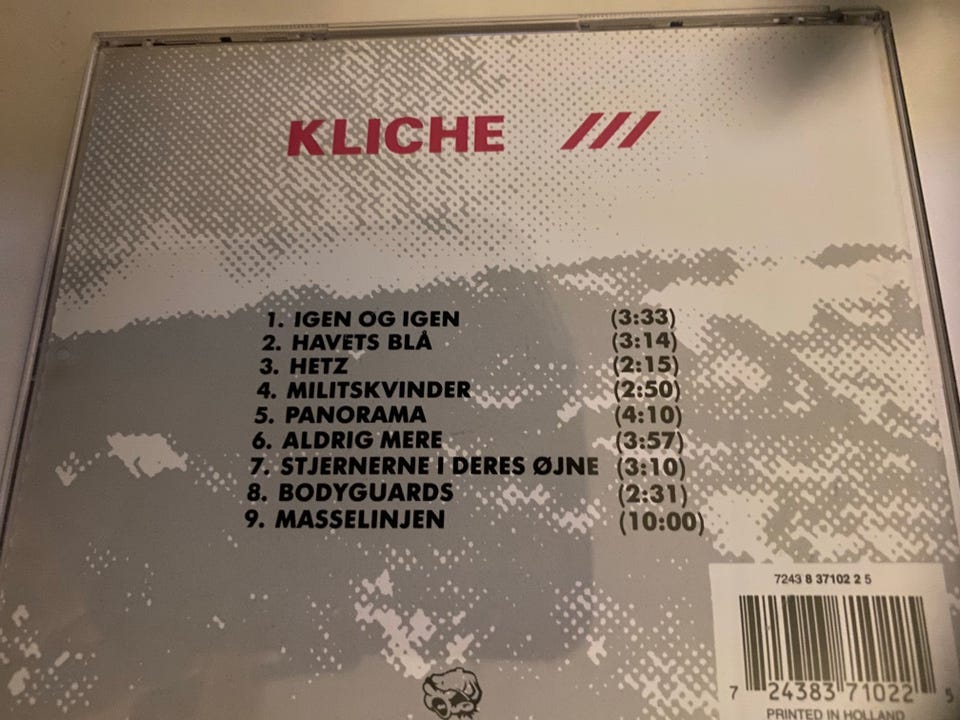 KLICHE ///
1. IGEN OG IGEN (3:33)
2. HAVETS BLÅ (3:14)
3. HETZ (2:15)
4. MILITSKVINDER (2:50)
5. PANORAMA (4:10)
6. ALDRIG MERE (3:57)
7. STJERNERNE I DERES ØJNE (3:10)
8. BODYGUARDS (2:31)
9. MASSELINJEN (10:00)
7243 8 37102 2 5
7 24383 71022 5
PRINTED IN HOLLAND